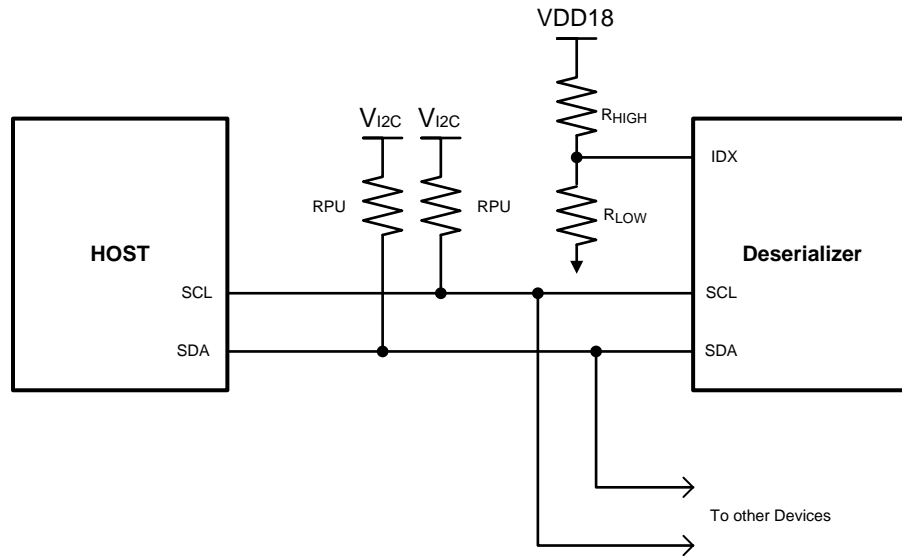 VDD18
RHIGH
VI2C VI2C
IDX
RPU RPU
RLOW
HOST
Deserializer
SCL SCL
SDA SDA
To other Devices